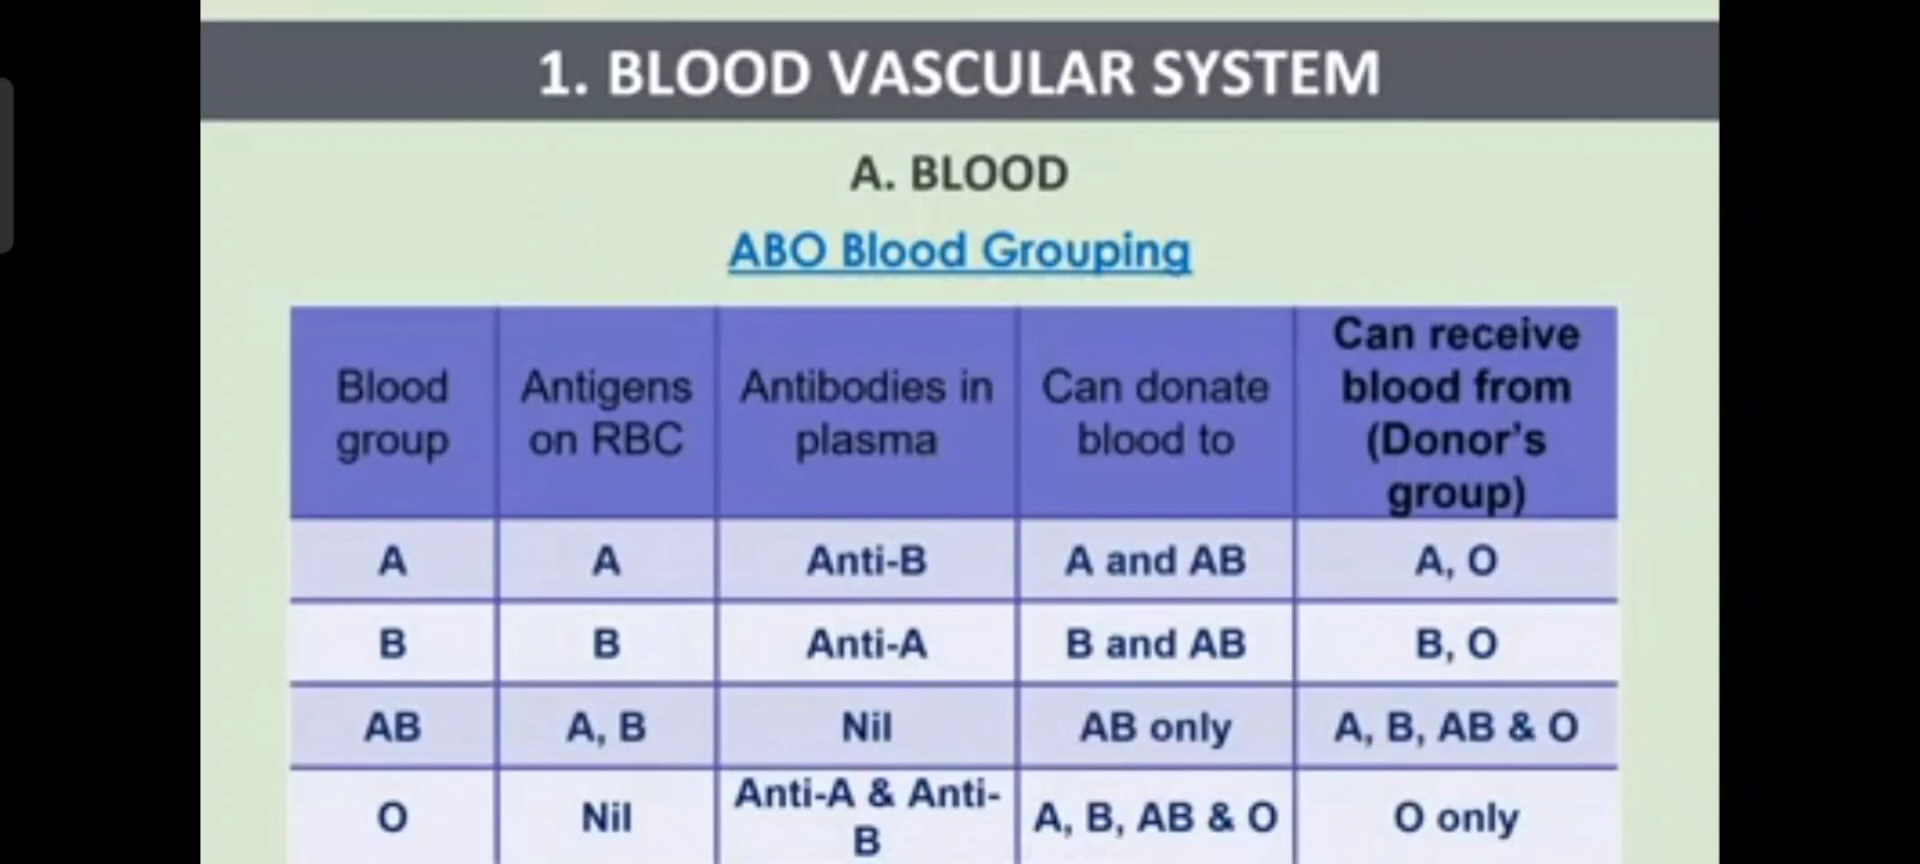 1. BLOOD VASCULAR SYSTEM
A. BLOOD
ABO Blood Grouping
Blood group | Antigens on RBC | Antibodies in plasma | Can donate blood to | Can receive blood from (Donor's group)
A | A | Anti-B | A and AB | A, O
B | B | Anti-A | B and AB | B, O
AB | A, B | Nil | AB only | A, B, AB & O
O | Nil | Anti-A & Anti-B | A, B, AB & O | O only